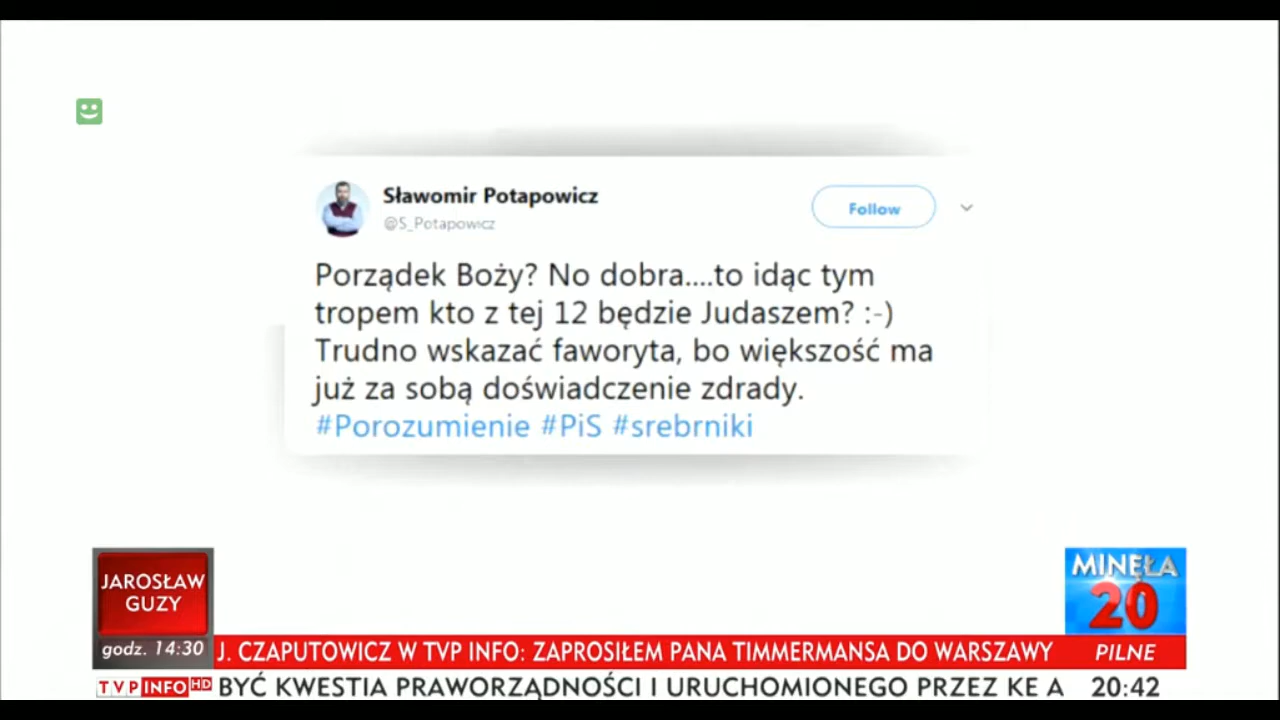 Sławomir Potapowicz
@S_Potapowicz
Follow
Porządek Boży? No dobra....to idąc tym
tropem kto z tej 12 będzie Judaszem? :-)
Trudno wskazać faworyta, bo większość ma
już za sobą doświadczenie zdrady.
#Porozumienie #PiS #srebrniki
JAROSŁAW
GUZY
godz. 14:30
MINĘŁA
20
J. CZAPUTOWICZ W TVP INFO: ZAPROSIŁEM PANA TIMMERMANSA DO WARSZAWY
PILNE
TVP INFO HD
BYĆ KWESTIA PRAWORZĄDNOŚCI I URUCHOMIONEGO PRZEZ KE A
20:42